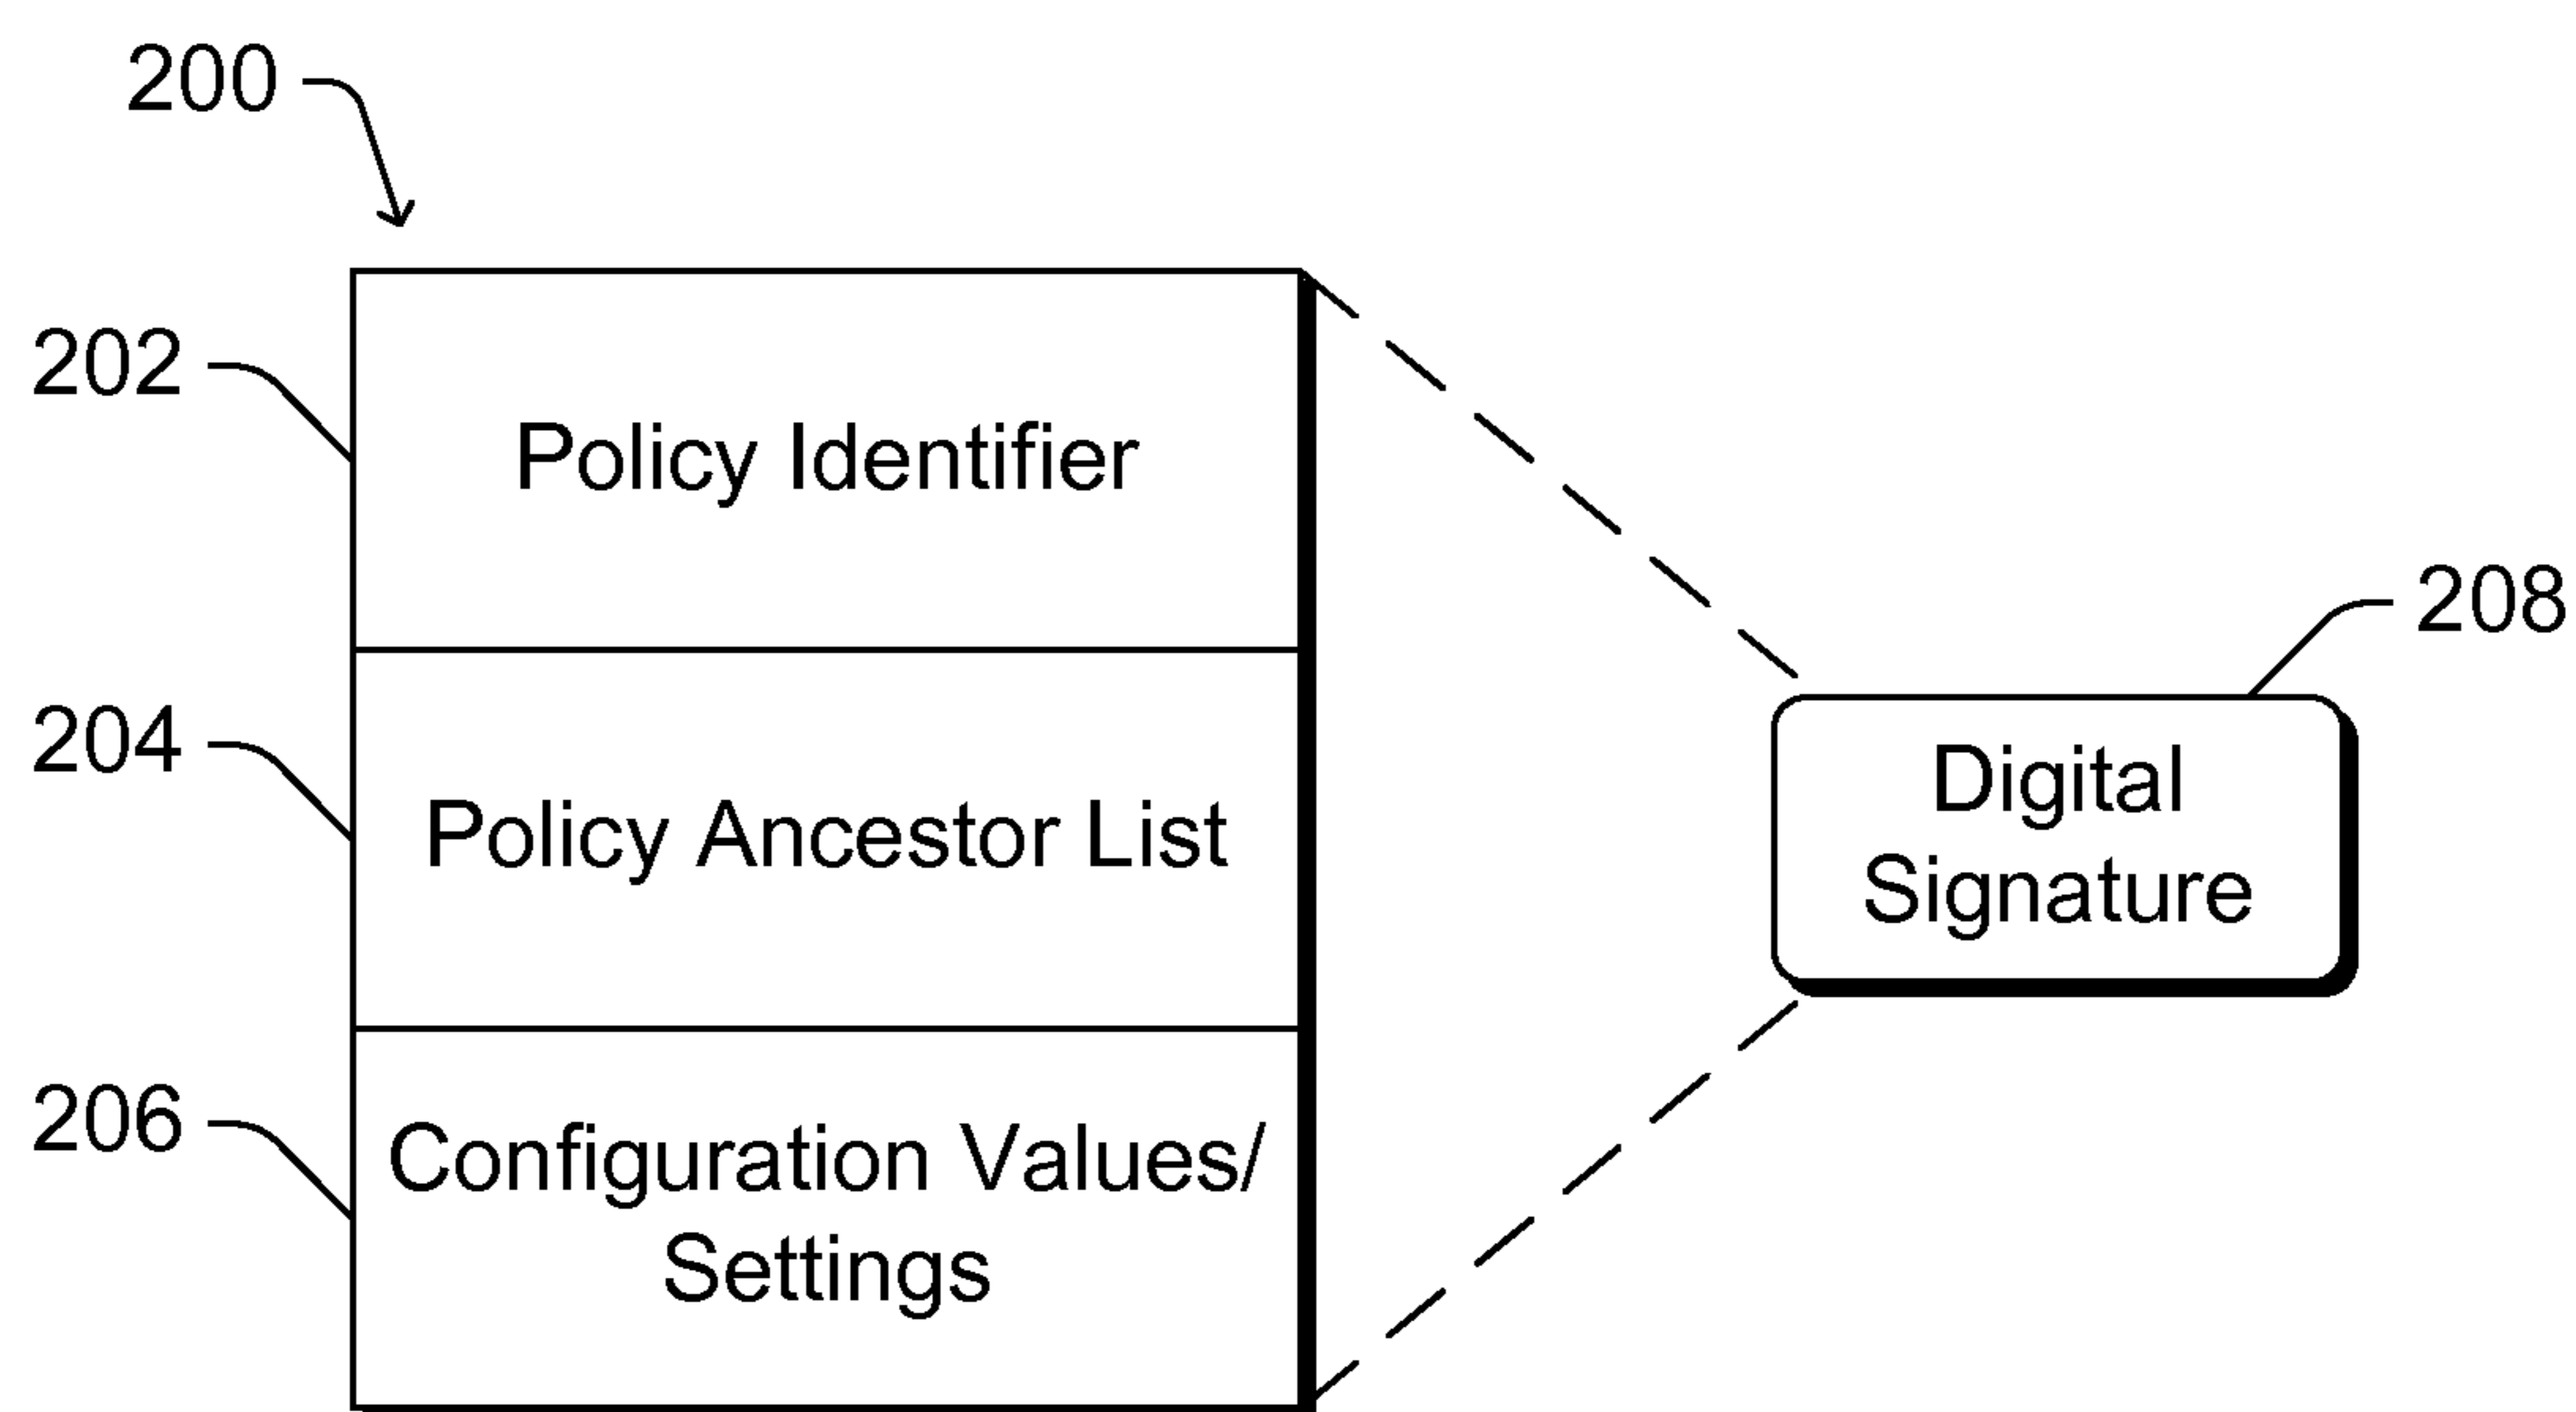 200
202
Policy Identifier
204
Policy Ancestor List
206
Configuration Values/
Settings
208
Digital
Signature